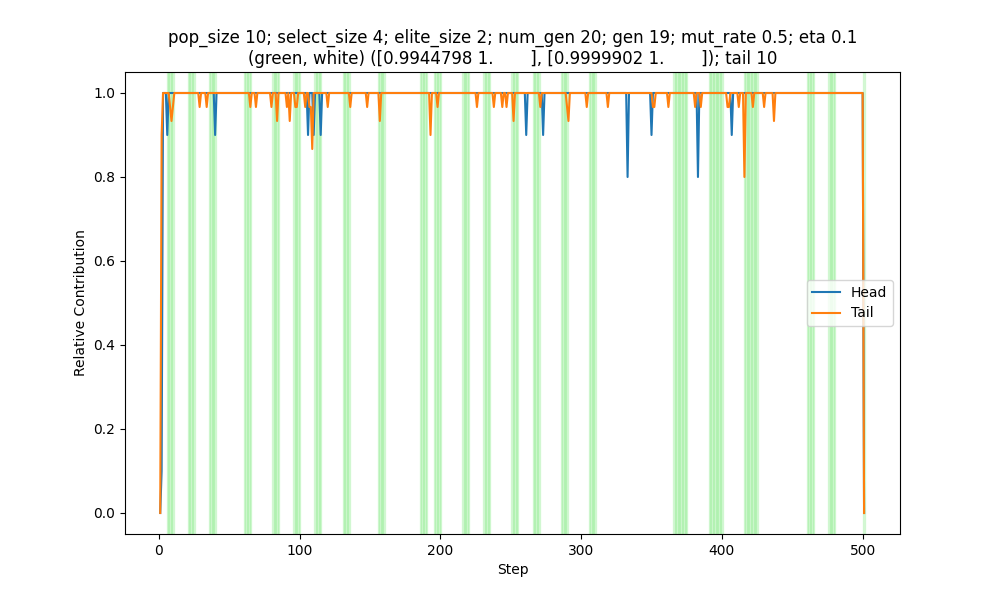 pop_size 10; select_size 4; elite_size 2; num_gen 20; gen 19; mut_rate 0.5; eta 0.1
(green, white) ([0.9944798 1.        ], [0.9999902 1.        ]); tail 10
1.0
0.8
0.6
0.4
0.2
0.0
Relative Contribution
Head
Tail
0
100
200
300
400
500
Step